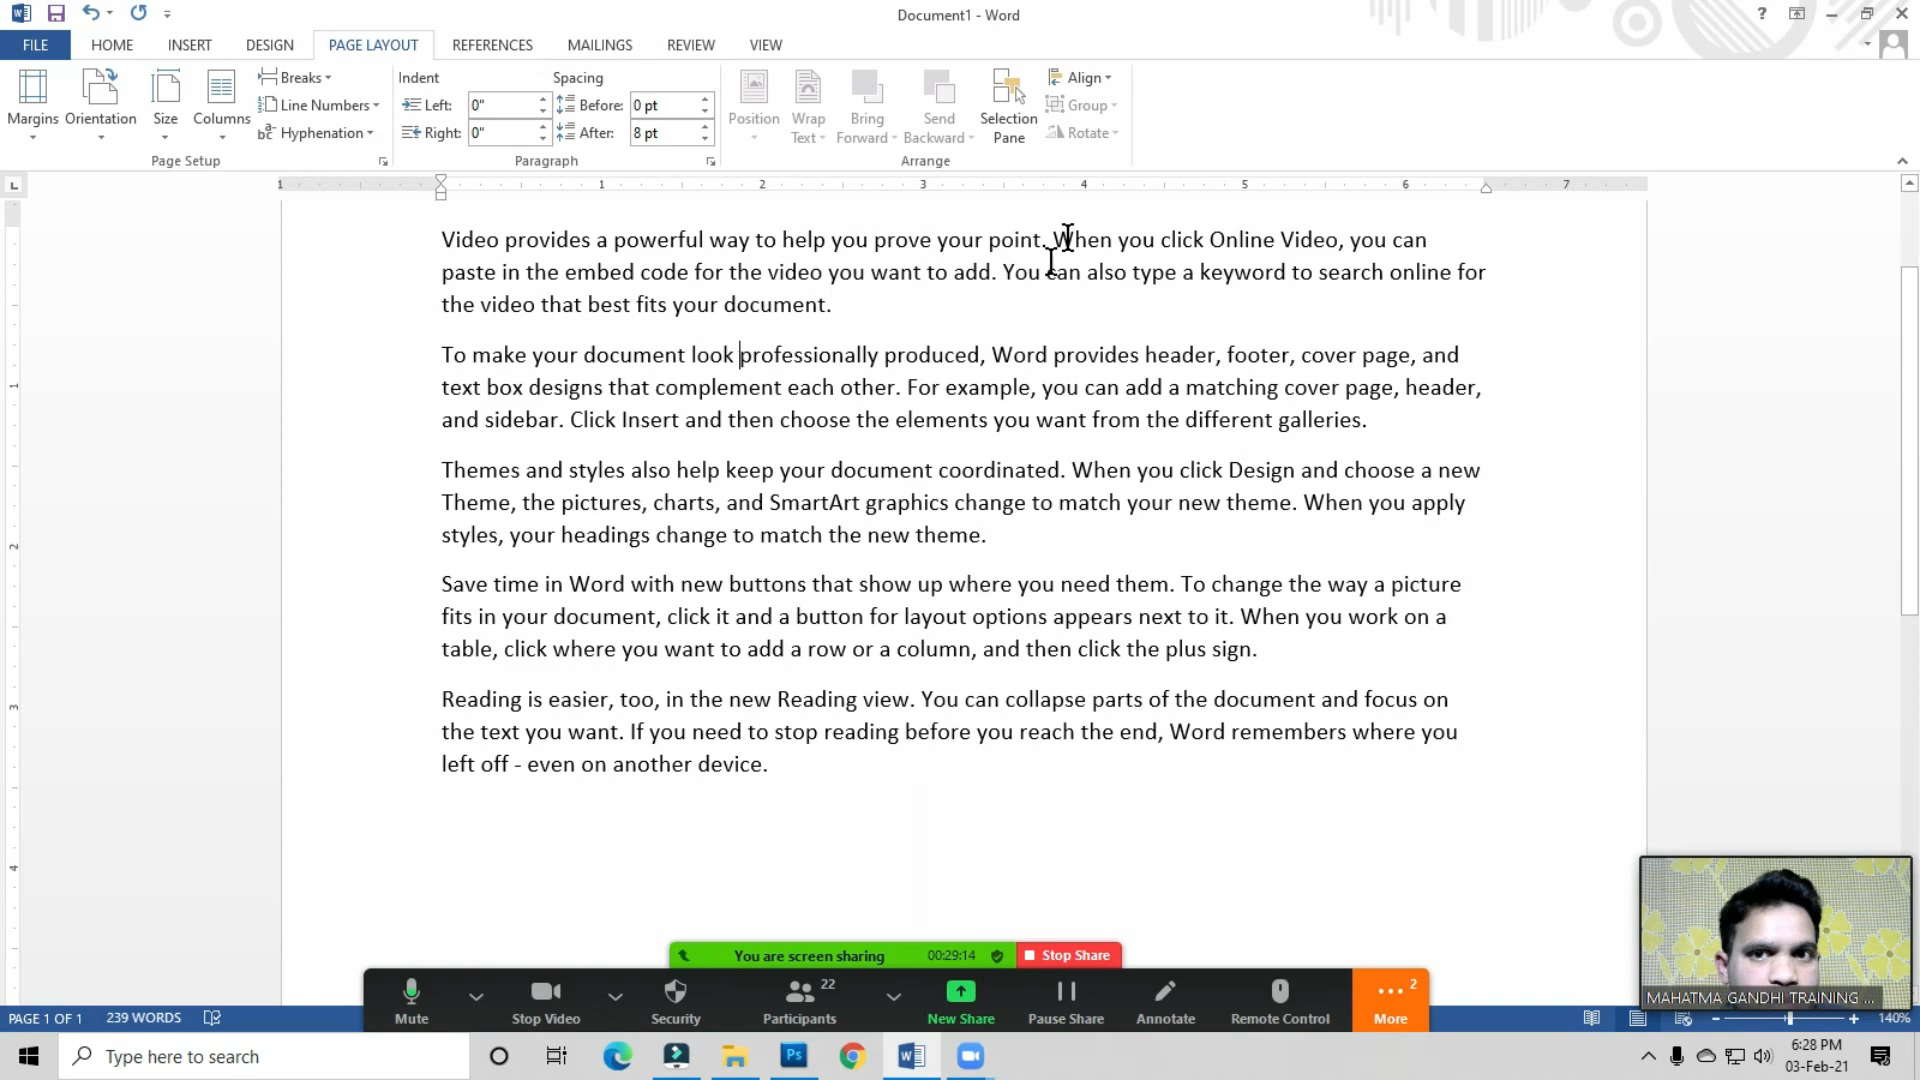 Document1 - Word
FILE HOME INSERT DESIGN PAGE LAYOUT REFERENCES MAILINGS REVIEW VIEW
Margins Orientation Size Columns
Breaks
Line Numbers
Hyphenation
Page Setup
Indent Spacing
Left: 0" Before: 0 pt
Right: 0" After: 8 pt
Paragraph
Position Wrap Text Bring Forward Send Backward Selection Pane
Align
Group
Rotate
Arrange
1 1 2 3 4 5 6 7
Video provides a powerful way to help you prove your point. When you click Online Video, you can
paste in the embed code for the video you want to add. You can also type a keyword to search online for
the video that best fits your document.
To make your document look professionally produced, Word provides header, footer, cover page, and
text box designs that complement each other. For example, you can add a matching cover page, header,
and sidebar. Click Insert and then choose the elements you want from the different galleries.
Themes and styles also help keep your document coordinated. When you click Design and choose a new
Theme, the pictures, charts, and SmartArt graphics change to match your new theme. When you apply
styles, your headings change to match the new theme.
Save time in Word with new buttons that show up where you need them. To change the way a picture
fits in your document, click it and a button for layout options appears next to it. When you work on a
table, click where you want to add a row or a column, and then click the plus sign.
Reading is easier, too, in the new Reading view. You can collapse parts of the document and focus on
the text you want. If you need to stop reading before you reach the end, Word remembers where you
left off - even on another device.
1
2
3
4
You are screen sharing 00:29:14 Stop Share
Mute Stop Video Security Participants 22 New Share Pause Share Annotate Remote Control More 2
MAHATMA GANDHI TRAINING ...
PAGE 1 OF 1 239 WORDS 140%
Type here to search
Ps
6:28 PM
03-Feb-21